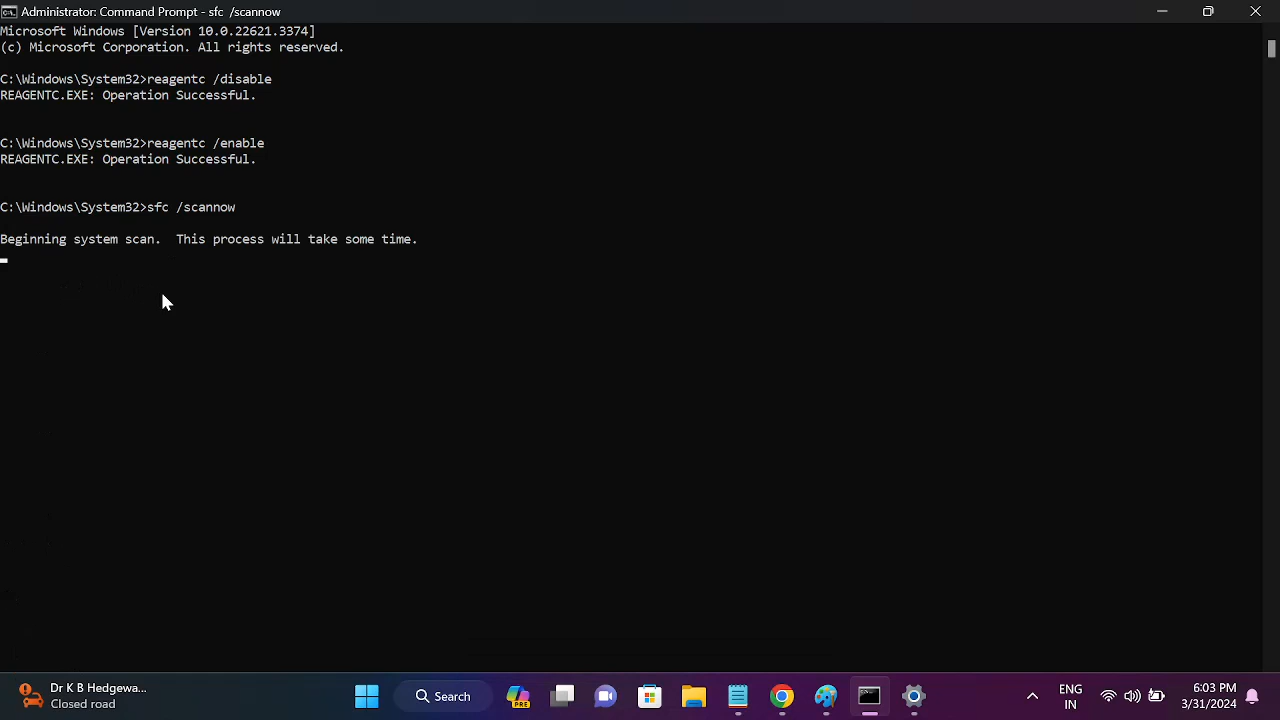 Administrator: Command Prompt - sfc  /scannow
Microsoft Windows [Version 10.0.22621.3374]
(c) Microsoft Corporation. All rights reserved.
C:\Windows\System32>reagentc /disable
REAGENTC.EXE: Operation Successful.
C:\Windows\System32>reagentc /enable
REAGENTC.EXE: Operation Successful.
C:\Windows\System32>sfc /scannow
Beginning system scan.  This process will take some time.
Dr K B Hedgewa...
Closed road
Search
PRE
ENG
IN
6:03 PM
3/31/2024